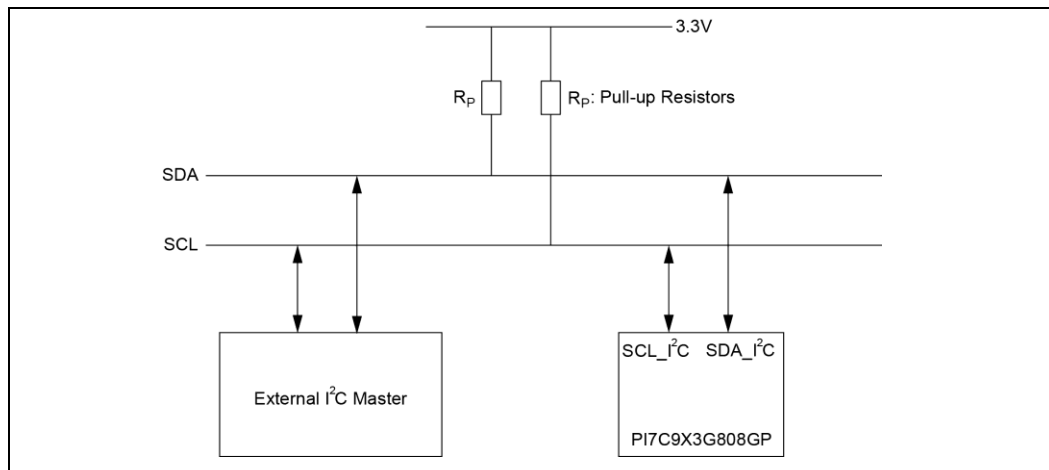 3.3V
R_P R_P: Pull-up Resistors
SDA
SCL
SCL_I²C SDA_I²C
External I²C Master
PI7C9X3G808GP